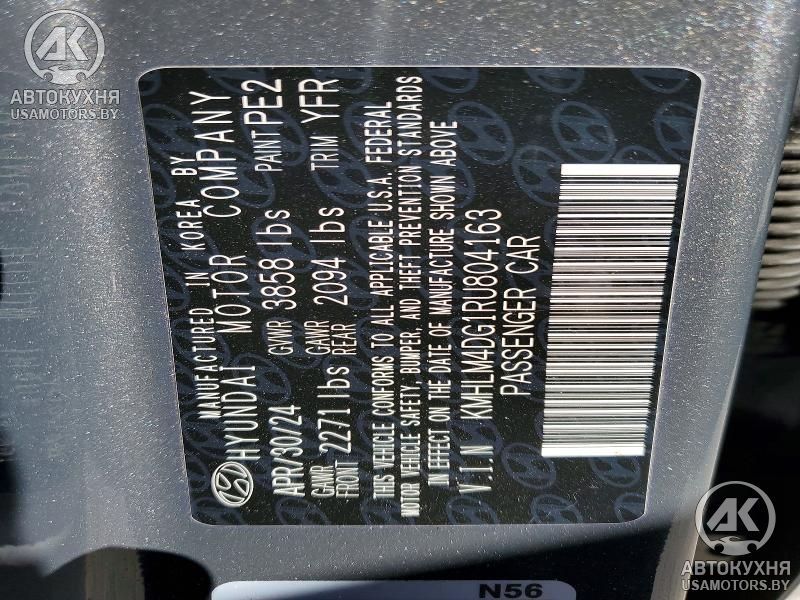 MANUFACTURED IN KOREA BY
HYUNDAI MOTOR COMPANY
APR/30/24 GVWR 3858 lbs PAINT PE2
GAWR FRONT 2271 lbs GAWR REAR 2094 lbs TRIM YFR
THIS VEHICLE CONFORMS TO ALL APPLICABLE U.S.A. FEDERAL
MOTOR VEHICLE SAFETY, BUMPER, AND THEFT PREVENTION STANDARDS
IN EFFECT ON THE DATE OF MANUFACTURE SHOWN ABOVE
V.I.N KMHLM4DG1RU804163
PASSENGER CAR
N56
АК
АВТОКУХНЯ
USAMOTORS.BY
АК
АВТОКУХНЯ
USAMOTORS.BY